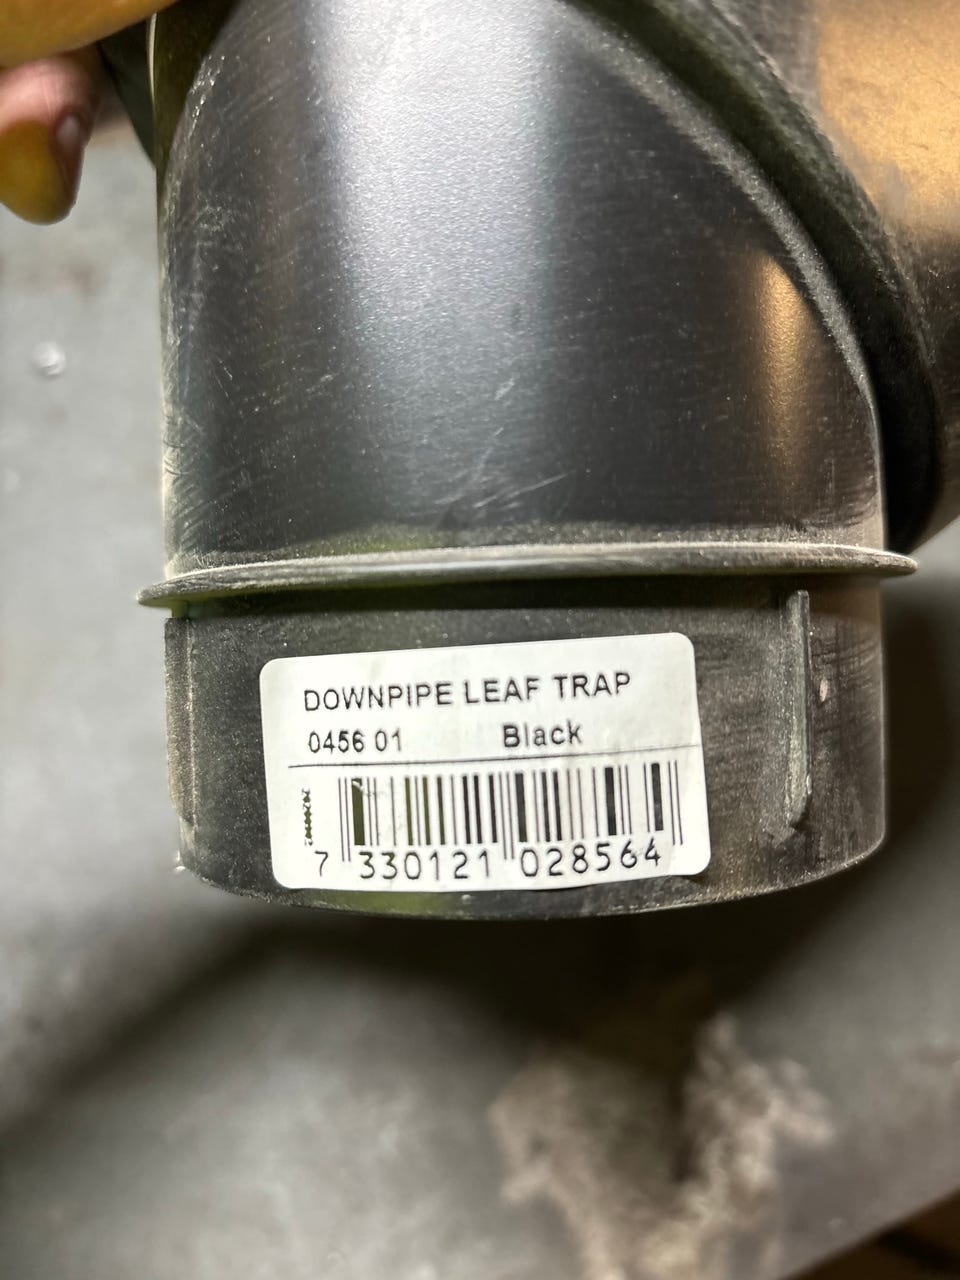 DOWNPIPE LEAF TRAP
0456 01 Black
7 330121 028564